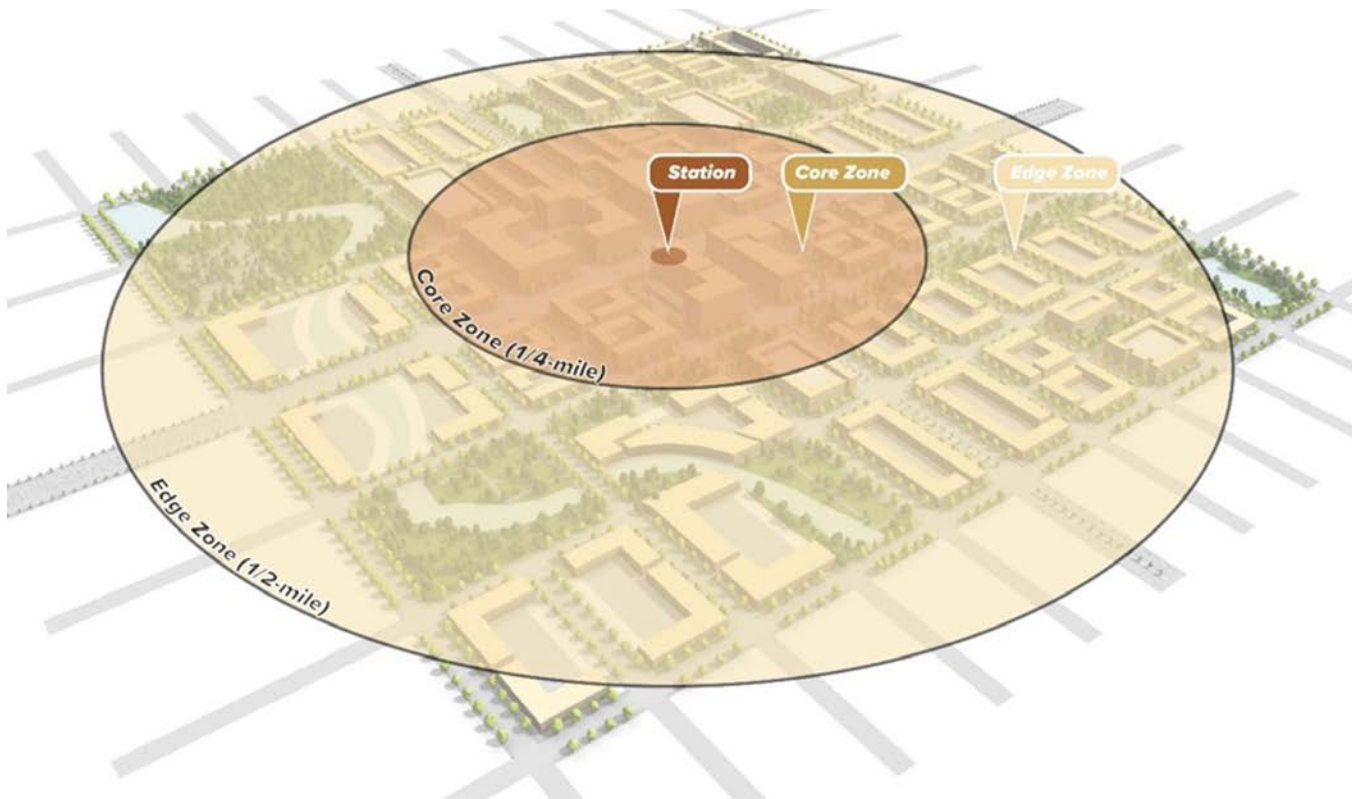 Station
Core Zone
Edge Zone
Core Zone (1/4-mile)
Edge Zone (1/2-mile)